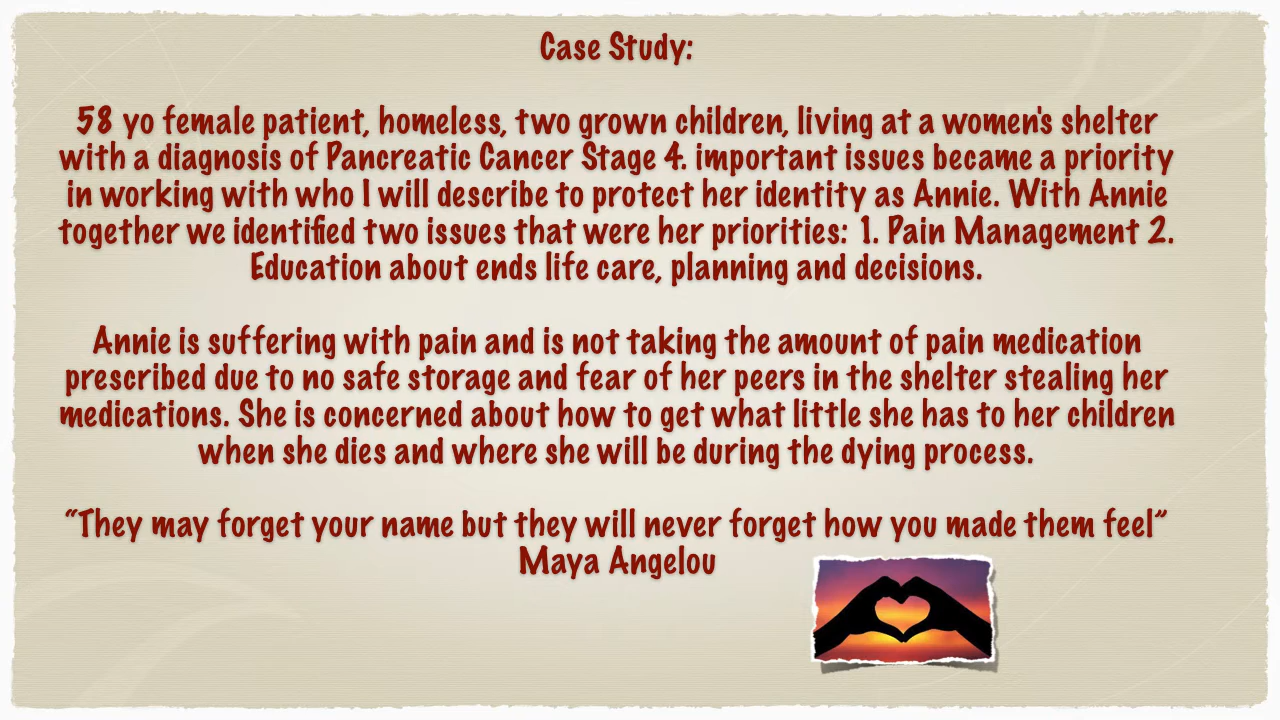 Case Study:
58 yo female patient, homeless, two grown children, living at a women's shelter
with a diagnosis of Pancreatic Cancer Stage 4. important issues became a priority
in working with who I will describe to protect her identity as Annie. With Annie
together we identified two issues that were her priorities: 1. Pain Management 2.
Education about ends life care, planning and decisions.
Annie is suffering with pain and is not taking the amount of pain medication
prescribed due to no safe storage and fear of her peers in the shelter stealing her
medications. She is concerned about how to get what little she has to her children
when she dies and where she will be during the dying process.
“They may forget your name but they will never forget how you made them feel”
Maya Angelou